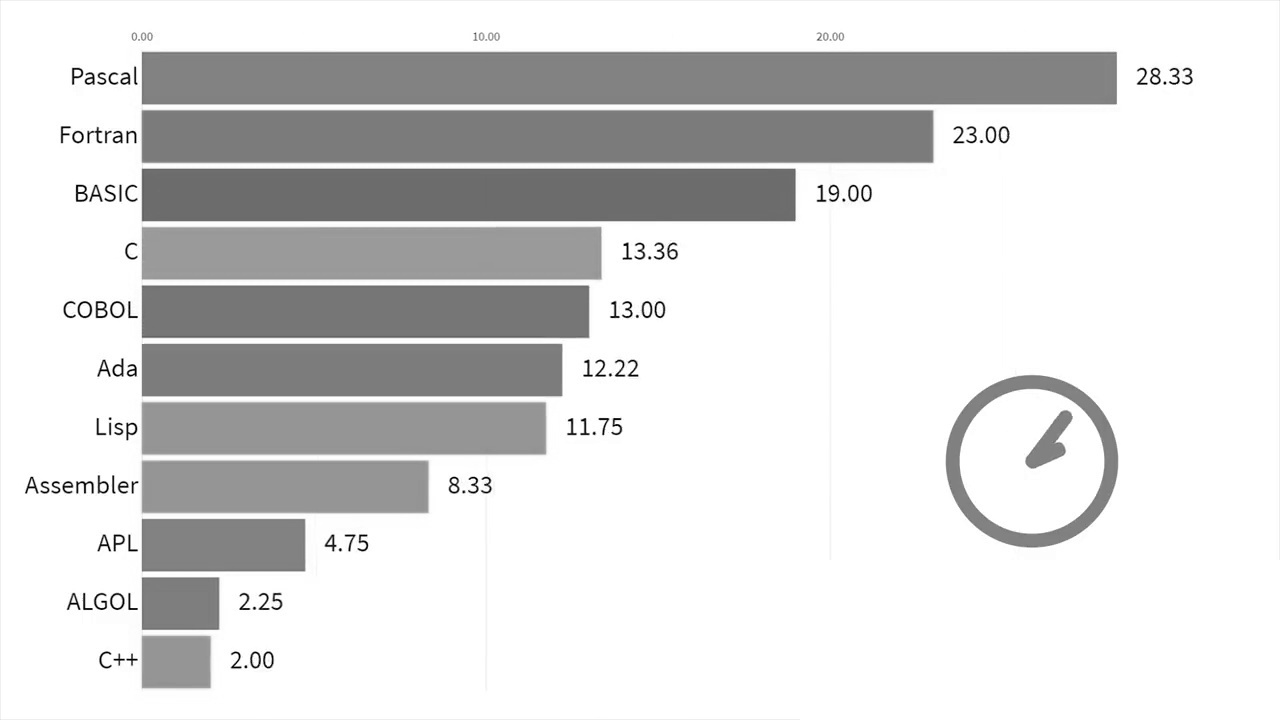 0.00 10.00 20.00
Pascal 28.33
Fortran 23.00
BASIC 19.00
C 13.36
COBOL 13.00
Ada 12.22
Lisp 11.75
Assembler 8.33
APL 4.75
ALGOL 2.25
C++ 2.00